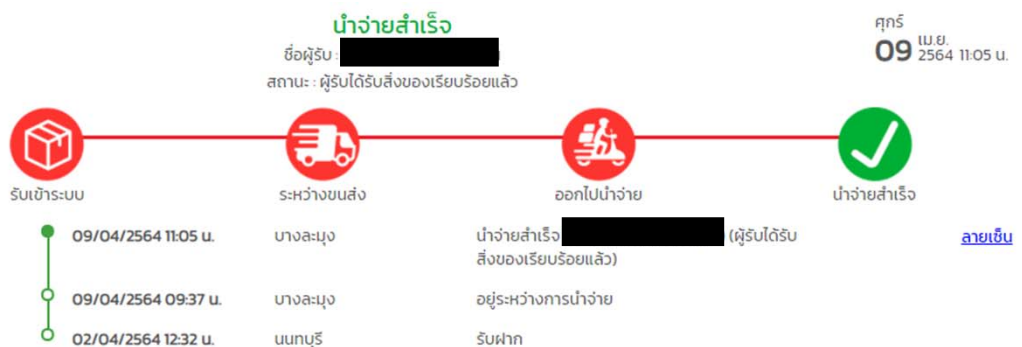 นำจ่ายสำเร็จ
ชื่อผู้รับ :
สถานะ : ผู้รับได้รับสิ่งของเรียบร้อยแล้ว
ศุกร์
09 เม.ย.
2564 11:05 น.
รับเข้าระบบ ระหว่างขนส่ง ออกไปนำจ่าย นำจ่ายสำเร็จ
09/04/2564 11:05 น. บางละมุง นำจ่ายสำเร็จ (ผู้รับได้รับ ลายเซ็น
สิ่งของเรียบร้อยแล้ว)
09/04/2564 09:37 น. บางละมุง อยู่ระหว่างการนำจ่าย
02/04/2564 12:32 น. นนทบุรี รับฝาก